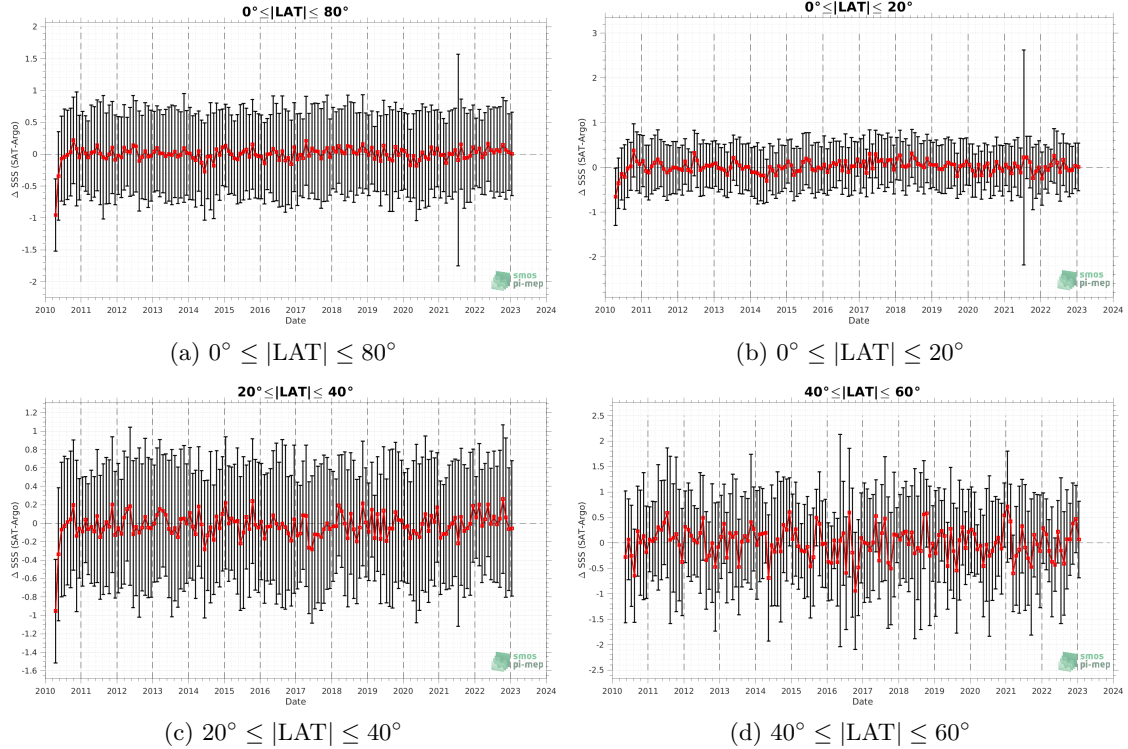 0°≤|LAT|≤ 80°
Δ SSS (SAT-Argo)
2
1.5
1
0.5
0
-0.5
-1
-1.5
-2
2010 2011 2012 2013 2014 2015 2016 2017 2018 2019 2020 2021 2022 2023 2024
Date
smos
pi-mep
(a) 0° ≤ |LAT| ≤ 80°
0°≤|LAT|≤ 20°
Δ SSS (SAT-Argo)
3
2
1
0
-1
-2
2010 2011 2012 2013 2014 2015 2016 2017 2018 2019 2020 2021 2022 2023 2024
Date
smos
pi-mep
(b) 0° ≤ |LAT| ≤ 20°
20°≤|LAT|≤ 40°
Δ SSS (SAT-Argo)
1.2
1
0.8
0.6
0.4
0.2
0
-0.2
-0.4
-0.6
-0.8
-1
-1.2
-1.4
-1.6
2010 2011 2012 2013 2014 2015 2016 2017 2018 2019 2020 2021 2022 2023 2024
Date
smos
pi-mep
(c) 20° ≤ |LAT| ≤ 40°
40°≤|LAT|≤ 60°
Δ SSS (SAT-Argo)
2.5
2
1.5
1
0.5
0
-0.5
-1
-1.5
-2
-2.5
2010 2011 2012 2013 2014 2015 2016 2017 2018 2019 2020 2021 2022 2023 2024
Date
smos
pi-mep
(d) 40° ≤ |LAT| ≤ 60°